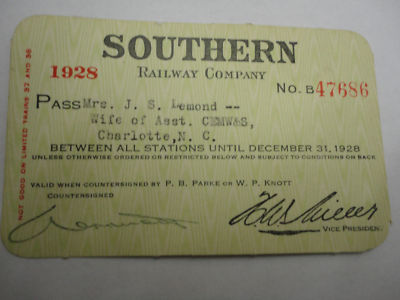 SOUTHERN
1928 RAILWAY COMPANY
NO. B47686
PASS Mrs. J. S. Lemond --
Wife of Asst. CEMW&S,
Charlotte, N. C.
BETWEEN ALL STATIONS UNTIL DECEMBER 31, 1928
UNLESS OTHERWISE ORDERED OR RESTRICTED BELOW AND SUBJECT TO CONDITIONS ON BACK
VALID WHEN COUNTERSIGNED BY P. B. PARKE OR W. P. KNOTT
COUNTERSIGNED
VICE PRESIDENT
NOT GOOD ON LIMITED TRAINS 37 AND 38